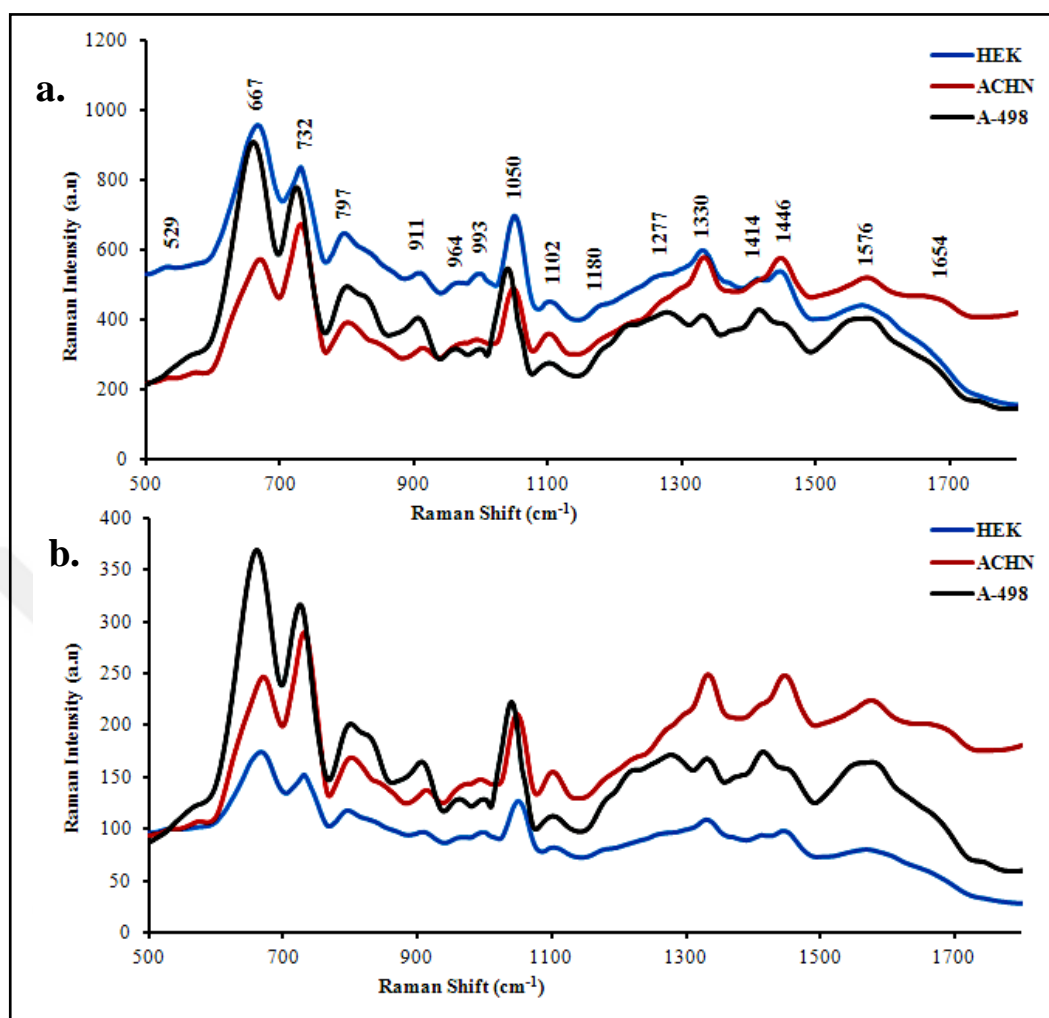 a.
1200
1000
800
600
400
200
0
Ramam Intensity (a.u)
529
667
732
797
911
964
993
1050
1102
1180
1277
1330
1414
1446
1576
1654
HEK
ACHN
A-498
500 700 900 1100 1300 1500 1700
Raman Shift (cm-1)
b.
400
350
300
250
200
150
100
50
0
Raman Intensity (a.u)
HEK
ACHN
A-498
500 700 900 1100 1300 1500 1700
Raman Shift (cm-1)